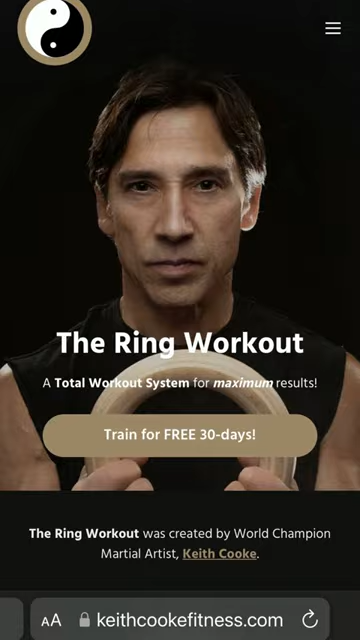 The Ring Workout
A Total Workout System for maximum results!
Train for FREE 30-days!
The Ring Workout was created by World Champion
Martial Artist, Keith Cooke.
AA keithcookefitness.com